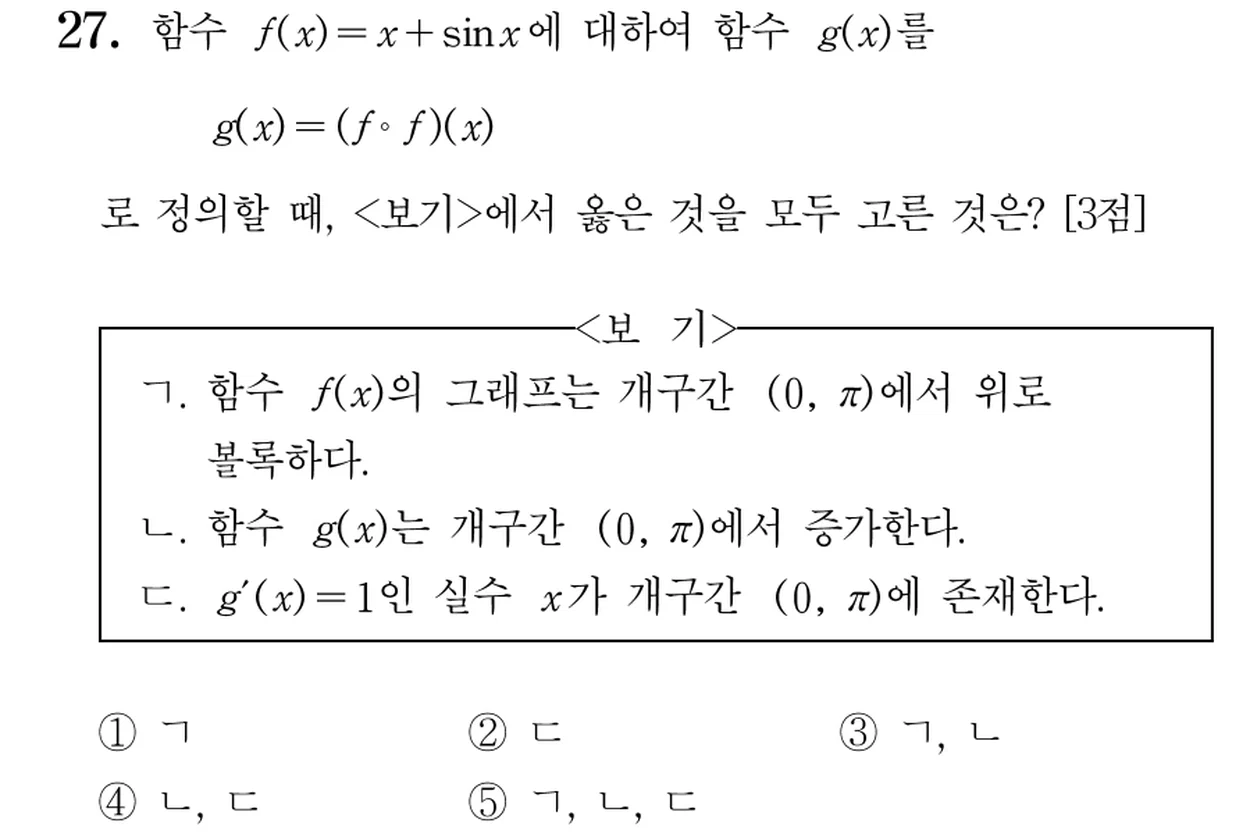 27. 함수 f(x)=x+sinx에 대하여 함수 g(x)를
g(x)=(f∘f)(x)
로 정의할 때, <보기>에서 옳은 것을 모두 고른 것은? [3점]
<보 기>
ㄱ. 함수 f(x)의 그래프는 개구간 (0, π)에서 위로
볼록하다.
ㄴ. 함수 g(x)는 개구간 (0, π)에서 증가한다.
ㄷ. g′(x)=1인 실수 x가 개구간 (0, π)에 존재한다.
① ㄱ ② ㄷ ③ ㄱ, ㄴ
④ ㄴ, ㄷ ⑤ ㄱ, ㄴ, ㄷ